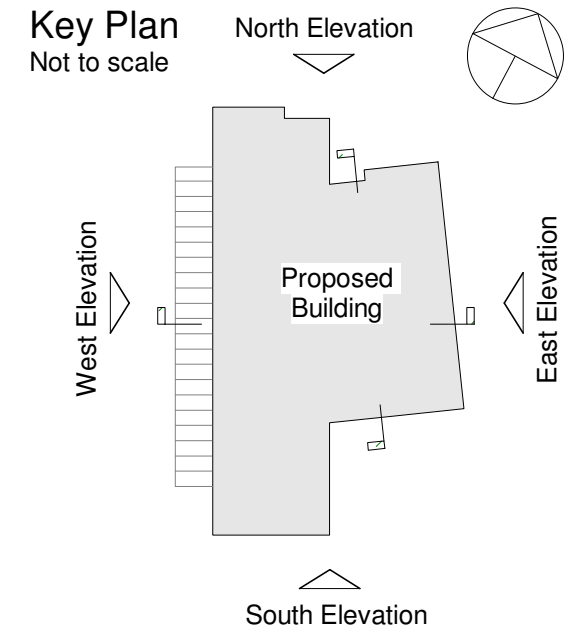 Key Plan
Not to scale
North Elevation
West Elevation
Proposed
Building
East Elevation
South Elevation